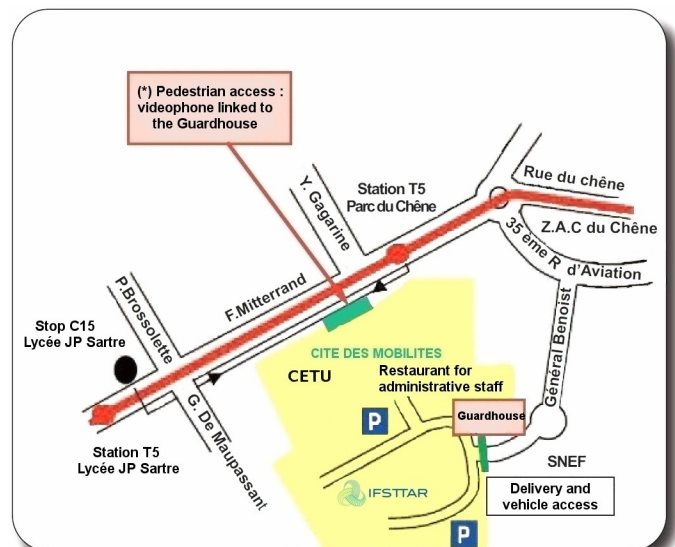 (*) Pedestrian access :
videophone linked to
the Guardhouse
Y. Gagarine
Station T5
Parc du Chêne
Rue du chêne
Z.A.C du Chêne
35 ème R d'Aviation
P.Brossolette
F.Mitterrand
Stop C15
Lycée JP Sartre
Général Benoist
CITE DES MOBILITES
CETU
Restaurant for
administrative staff
G. De Maupassant
P
Guardhouse
Station T5
Lycée JP Sartre
SNEF
IFSTTAR
Delivery and
vehicle access
P